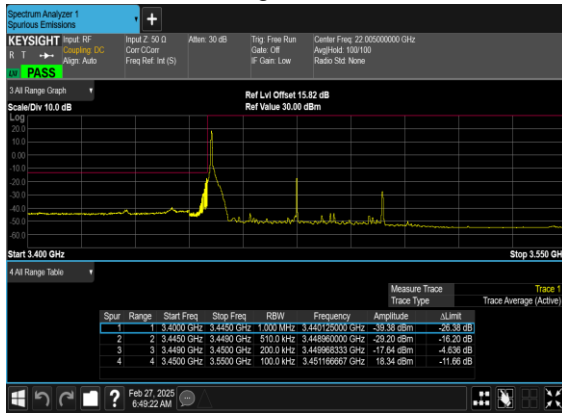 Spectrum Analyzer 1
Spurious Emissions
+
KEYSIGHT Input: RF Input Z: 50 Ω Atten: 30 dB Trig: Free Run Center Freq: 22.005000000 GHz
R T Coupling: DC Corr CCorr Gate: Off Avg|Hold: 100/100
Align: Auto Freq Ref: Int (S) IF Gain: Low Radio Std: None
PASS
3 All Range Graph
Ref Lvl Offset 15.82 dB
Scale/Div 10.0 dB Ref Value 30.00 dBm
Log
20.0
10.0
0.00
-10.0
-20.0
-30.0
-40.0
-50.0
-60.0
Start 3.400 GHz Stop 3.550 GH
4 All Range Table
Measure Trace Trace 1
Trace Type Trace Average (Active)
Spur Range Start Freq Stop Freq RBW Frequency Amplitude ΔLimit
1 1 3.4000 GHz 3.4450 GHz 1.000 MHz 3.440125000 GHz -39.38 dBm -26.38 dB
2 2 3.4450 GHz 3.4490 GHz 510.0 kHz 3.448960000 GHz -29.20 dBm -16.20 dB
3 3 3.4490 GHz 3.4500 GHz 200.0 kHz 3.449968333 GHz -17.64 dBm -4.636 dB
4 4 3.4500 GHz 3.5500 GHz 100.0 kHz 3.451166667 GHz 18.34 dBm -11.66 dB
? Feb 27, 2025
6:49:22 AM